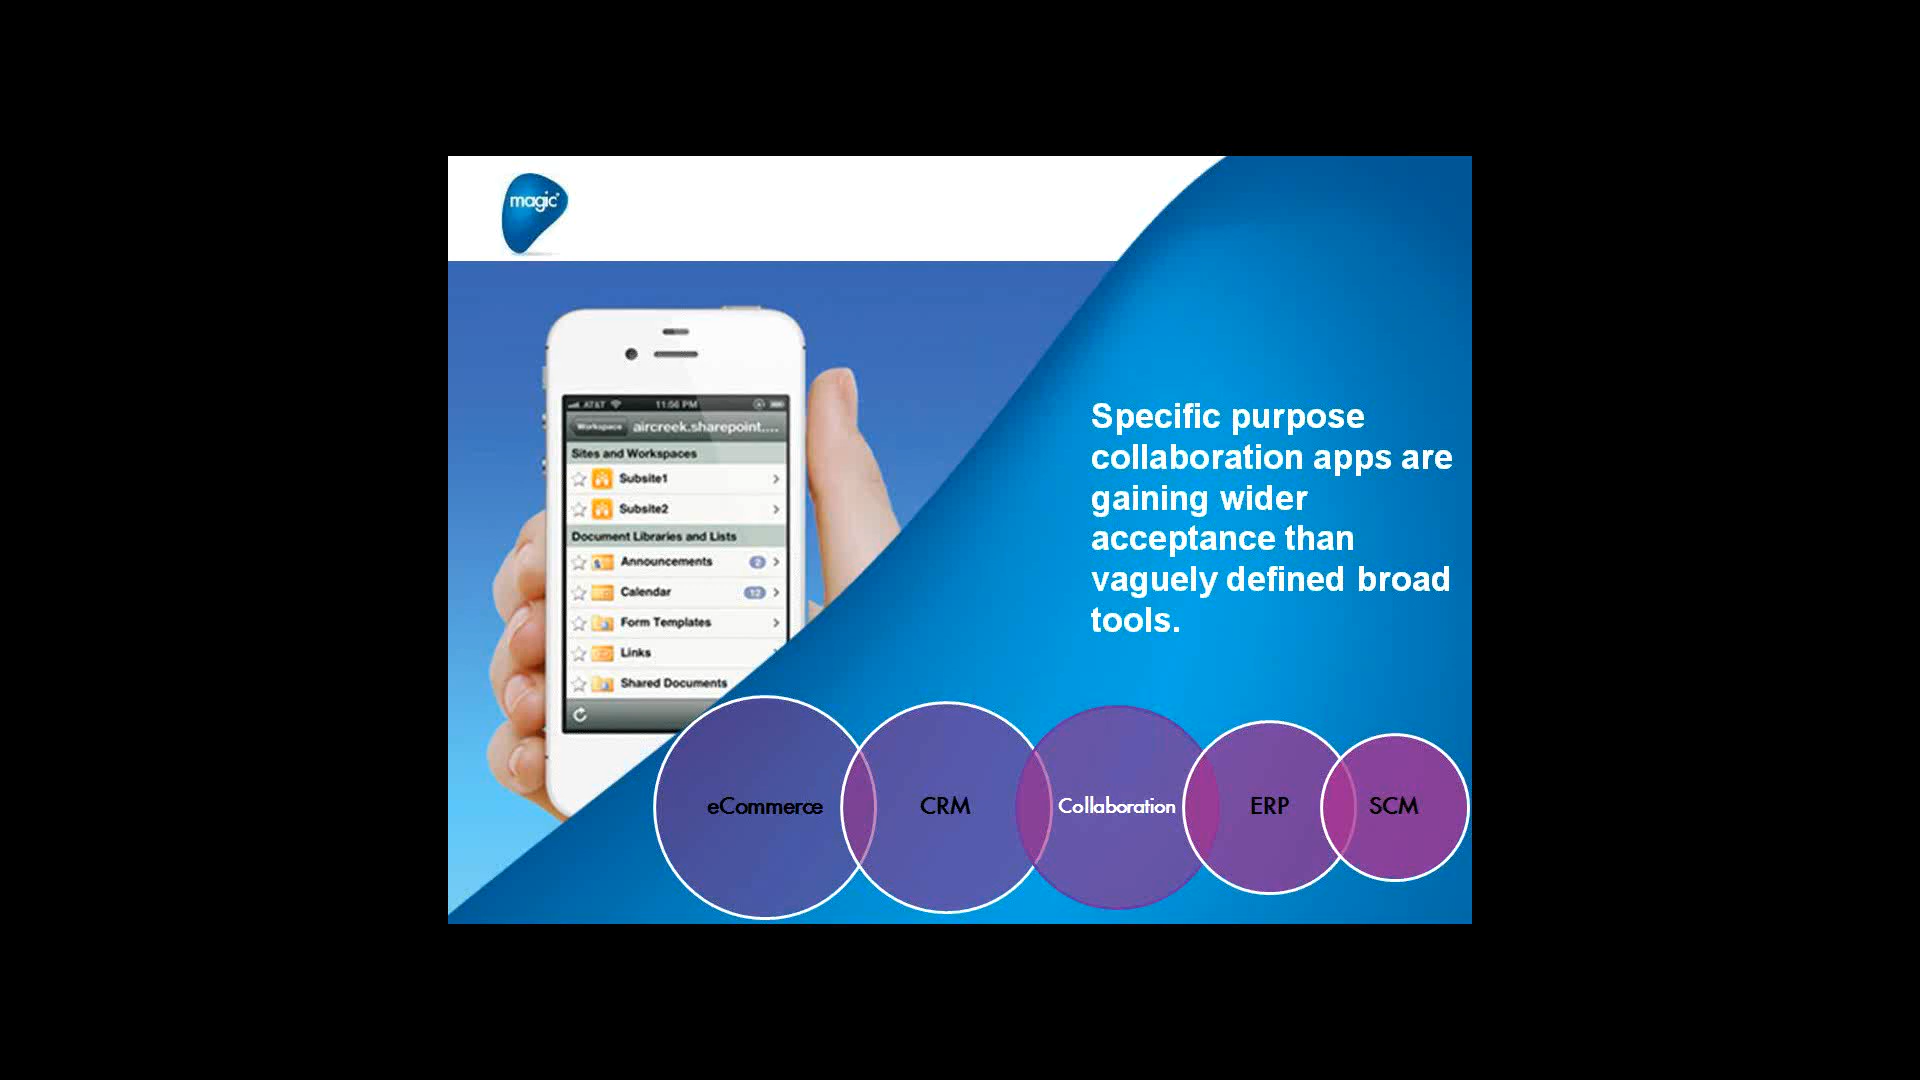 magic
AT&T 11:56 PM
Workspace aircreek.sharepoint....
Sites and Workspaces
Subsite1
Subsite2
Document Libraries and Lists
Announcements 2
Calendar 12
Form Templates
Links
Shared Documents
Specific purpose
collaboration apps are
gaining wider
acceptance than
vaguely defined broad
tools.
eCommerce CRM Collaboration ERP SCM